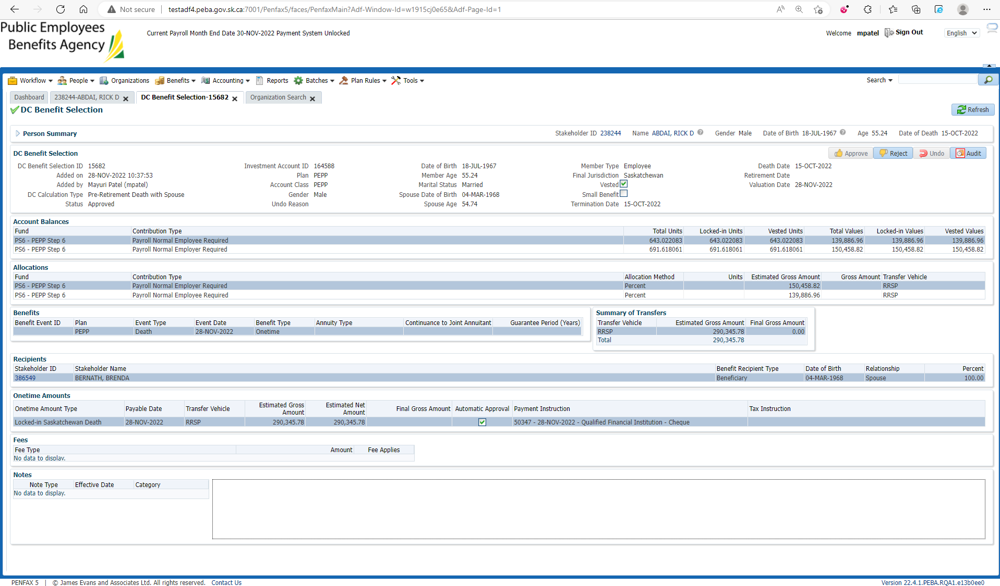 Not secure | testadf4.peba.gov.sk.ca:7001/Penfax5/faces/PenfaxMain?Adf-Window-Id=w1915cj0e65&Adf-Page-Id=1
Public Employees
Benefits Agency
Current Payroll Month End Date 30-NOV-2022 Payment System Unlocked
Welcome mpatel Sign Out English
Workflow People Organizations Benefits Accounting Reports Batches Plan Rules Tools Search
Dashboard 238244-ABDAI, RICK D DC Benefit Selection-15682 Organization Search
DC Benefit Selection Refresh
Person Summary Stakeholder ID 238244 Name ABDAI, RICK D Gender Male Date of Birth 18-JUL-1967 Age 55.24 Date of Death 15-OCT-2022
DC Benefit Selection Approve Reject Undo Audit
DC Benefit Selection ID 15682 Investment Account ID 164588 Date of Birth 18-JUL-1967 Member Type Employee Death Date 15-OCT-2022
Added on 28-NOV-2022 10:37:53 Plan PEPP Member Age 55.24 Final Jurisdiction Saskatchewan Retirement Date
Added by Mayuri Patel (mpatel) Account Class PEPP Marital Status Married Vested Valuation Date 28-NOV-2022
DC Calculation Type Pre-Retirement Death with Spouse Gender Male Spouse Date of Birth 04-MAR-1968 Small Benefit
Status Approved Undo Reason Spouse Age 54.74 Termination Date 15-OCT-2022
Account Balances
Fund Contribution Type Total Units Locked-in Units Vested Units Total Values Locked-in Values Vested Values
PS6 - PEPP Step 6 Payroll Normal Employee Required 643.022083 643.022083 643.022083 139,886.96 139,886.96 139,886.96
PS6 - PEPP Step 6 Payroll Normal Employer Required 691.618061 691.618061 691.618061 150,458.82 150,458.82 150,458.82
Allocations
Fund Contribution Type Allocation Method Units Estimated Gross Amount Gross Amount Transfer Vehicle
PS6 - PEPP Step 6 Payroll Normal Employer Required Percent 150,458.82 RRSP
PS6 - PEPP Step 6 Payroll Normal Employee Required Percent 139,886.96 RRSP
Benefits
Benefit Event ID Plan Event Type Event Date Benefit Type Annuity Type Continuance to Joint Annuitant Guarantee Period (Years)
PEPP Death 28-NOV-2022 Onetime
Summary of Transfers
Transfer Vehicle Estimated Gross Amount Final Gross Amount
RRSP 290,345.78 0.00
Total 290,345.78
Recipients
Stakeholder ID Stakeholder Name Benefit Recipient Type Date of Birth Relationship Percent
386549 BERNATH, BRENDA Beneficiary 04-MAR-1968 Spouse 100.00
Onetime Amounts
Onetime Amount Type Payable Date Transfer Vehicle Estimated Gross Amount Estimated Net Amount Final Gross Amount Automatic Approval Payment Instruction Tax Instruction
Locked-in Saskatchewan Death 28-NOV-2022 RRSP 290,345.78 290,345.78 50347 - 28-NOV-2022 - Qualified Financial Institution - Cheque
Fees
Fee Type Amount Fee Applies
No data to display.
Notes
Note Type Effective Date Category
No data to display.
PENFAX 5 | © James Evans and Associates Ltd. All rights reserved. Contact Us Version 22.4.1.PEBA.RQA1.e13b0ee0